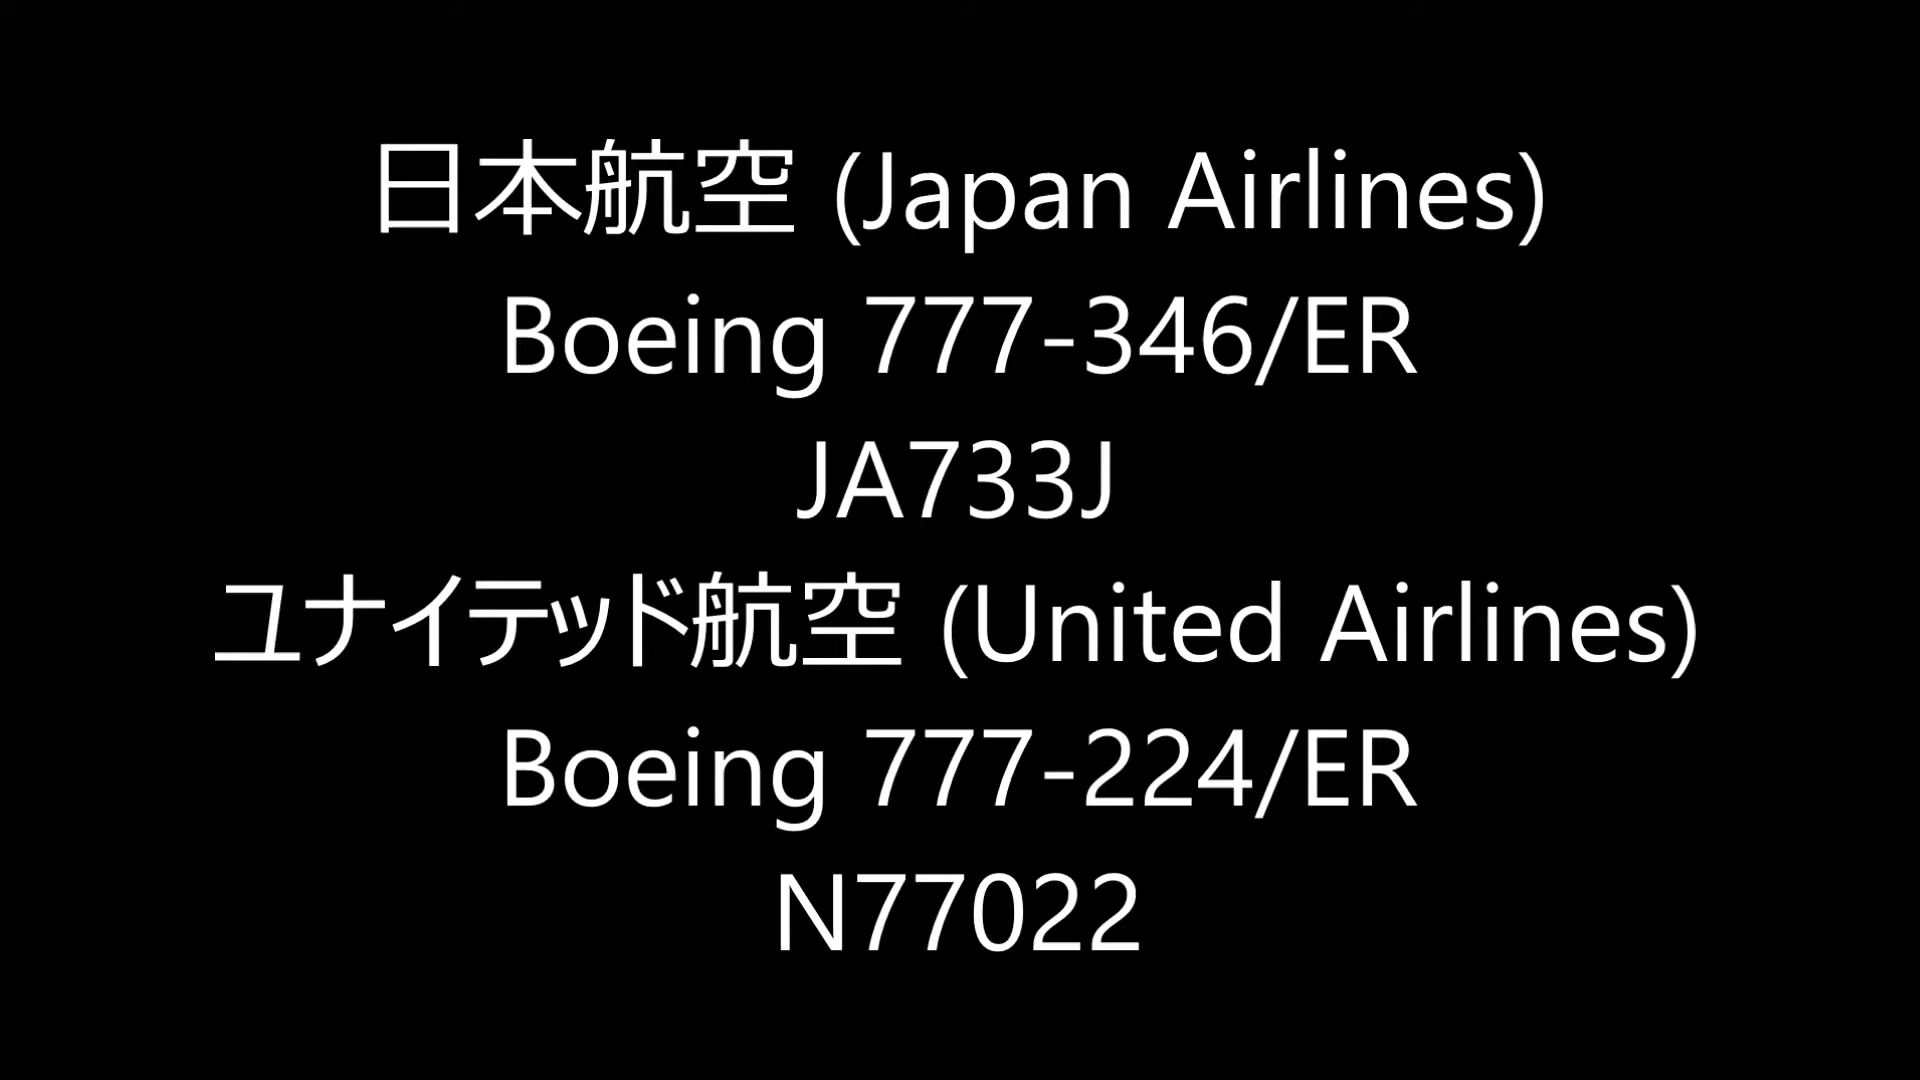 日本航空 (Japan Airlines)
Boeing 777-346/ER
JA733J
ユナイテッド航空 (United Airlines)
Boeing 777-224/ER
N77022